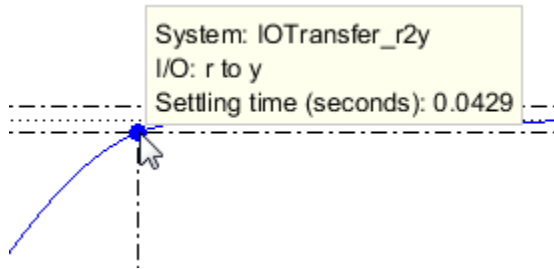 System: IOTransfer_r2y
I/O: r to y
Settling time (seconds): 0.0429